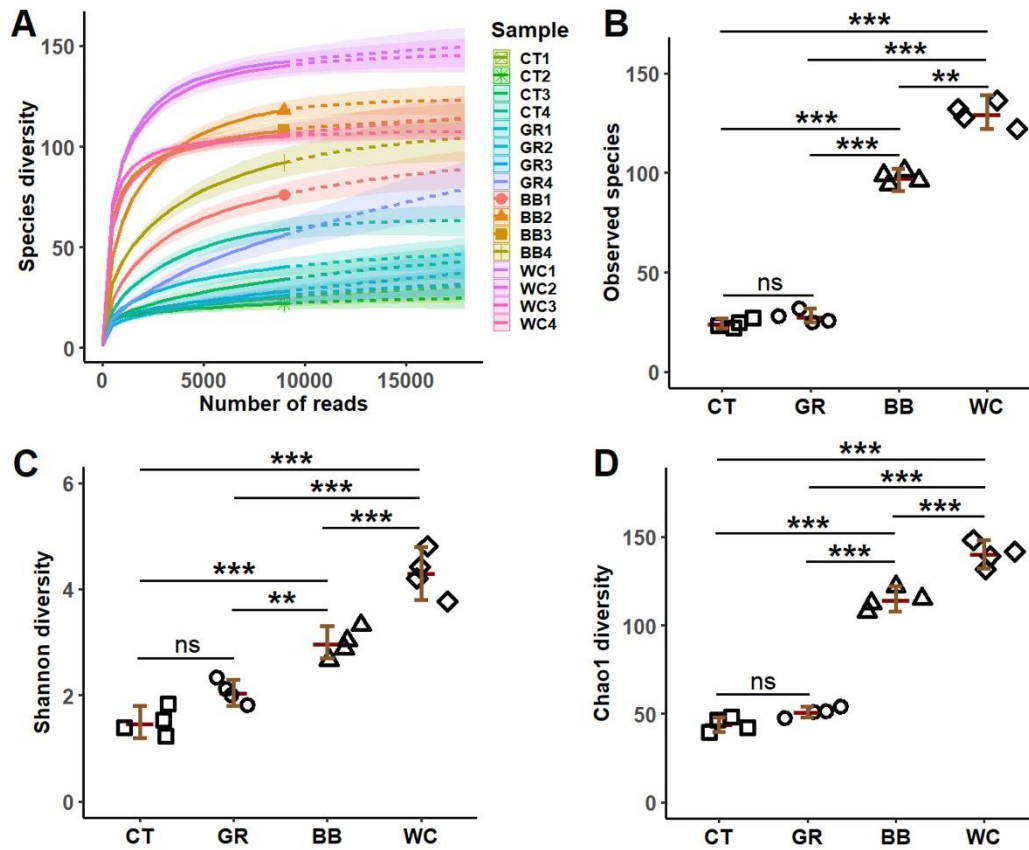 A
Species diversity
150
100
50
0
0 5000 10000 15000
Number of reads
Sample
CT1
CT2
CT3
CT4
GR1
GR2
GR3
GR4
BB1
BB2
BB3
BB4
WC1
WC2
WC3
WC4
B
Observed species
150
100
50
0
***
***
**
***
***
ns
CT GR BB WC
C
Shannon diversity
6
4
2
0
***
***
***
***
**
ns
CT GR BB WC
D
Chao1 diversity
150
100
50
0
***
***
***
***
***
ns
CT GR BB WC